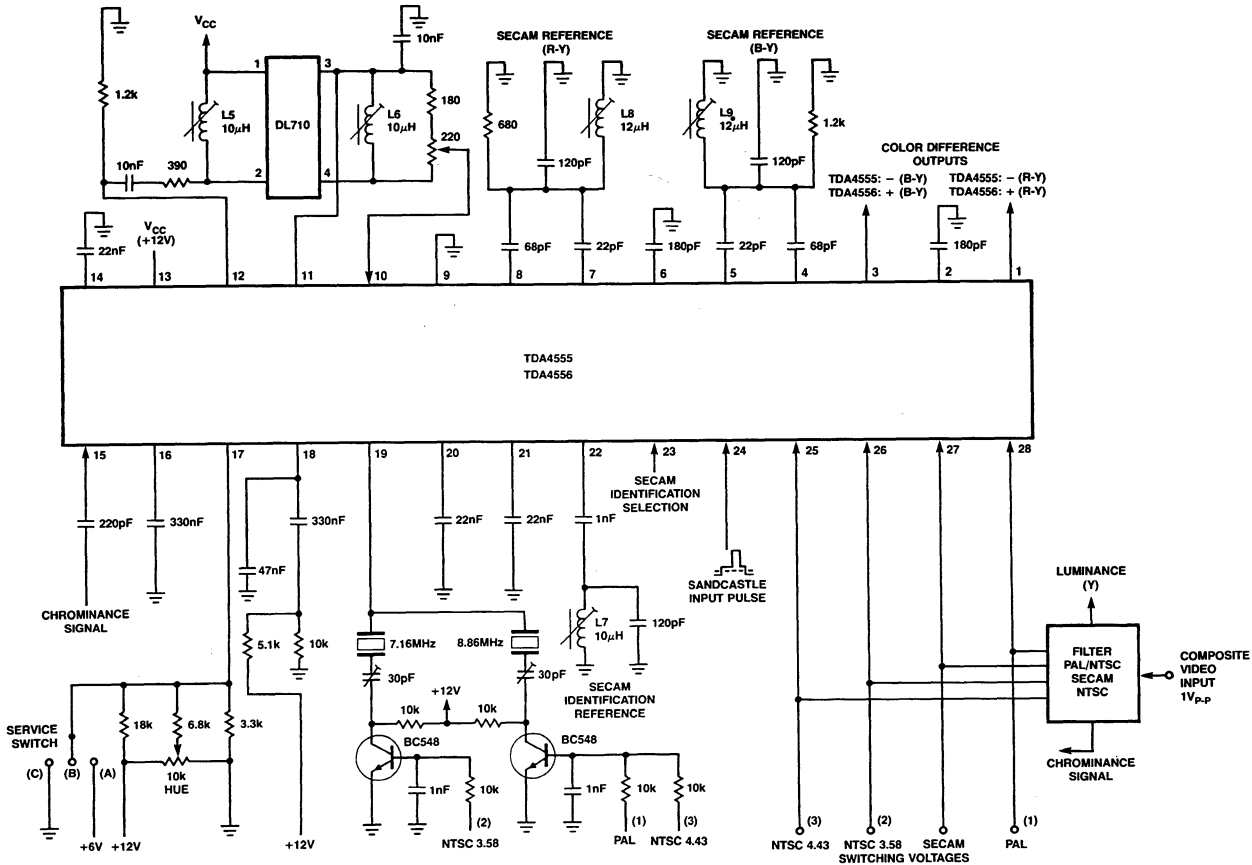 VCC
10nF
SECAM REFERENCE
(R-Y)
SECAM REFERENCE
(B-Y)
1.2k
1
3
L5
10µH
DL710
L6
10µH
180
220
680
L8
12µH
L9
12µH
1.2k
10nF
390
2
4
120pF
120pF
COLOR DIFFERENCE
OUTPUTS
TDA4555: – (B-Y)
TDA4556: + (B-Y)
TDA4555: – (R-Y)
TDA4556: + (R-Y)
22nF
VCC
(+12V)
68pF
22pF
180pF
22pF
68pF
180pF
14
13
12
11
10
9
8
7
6
5
4
3
2
1
TDA4555
TDA4556
15
16
17
18
19
20
21
22
23
24
25
26
27
28
SECAM
IDENTIFICATION
SELECTION
220pF
330nF
330nF
22nF
22nF
1nF
47nF
SANDCASTLE
INPUT PULSE
LUMINANCE
(Y)
CHROMINANCE
SIGNAL
5.1k
10k
7.16MHz
8.86MHz
L7
10µH
120pF
FILTER
PAL/NTSC
SECAM
NTSC
COMPOSITE
VIDEO
INPUT
1VP-P
30pF
30pF
SECAM
IDENTIFICATION
REFERENCE
+12V
10k
10k
SERVICE
SWITCH
18k
6.8k
3.3k
BC548
BC548
(C)
(B)
(A)
10k
HUE
1nF
10k
1nF
10k
10k
CHROMINANCE
SIGNAL
+6V
+12V
+12V
(2)
NTSC 3.58
(1)
PAL
(3)
NTSC 4.43
(3)
NTSC 4.43
(2)
NTSC 3.58
SECAM
(1)
PAL
SWITCHING VOLTAGES